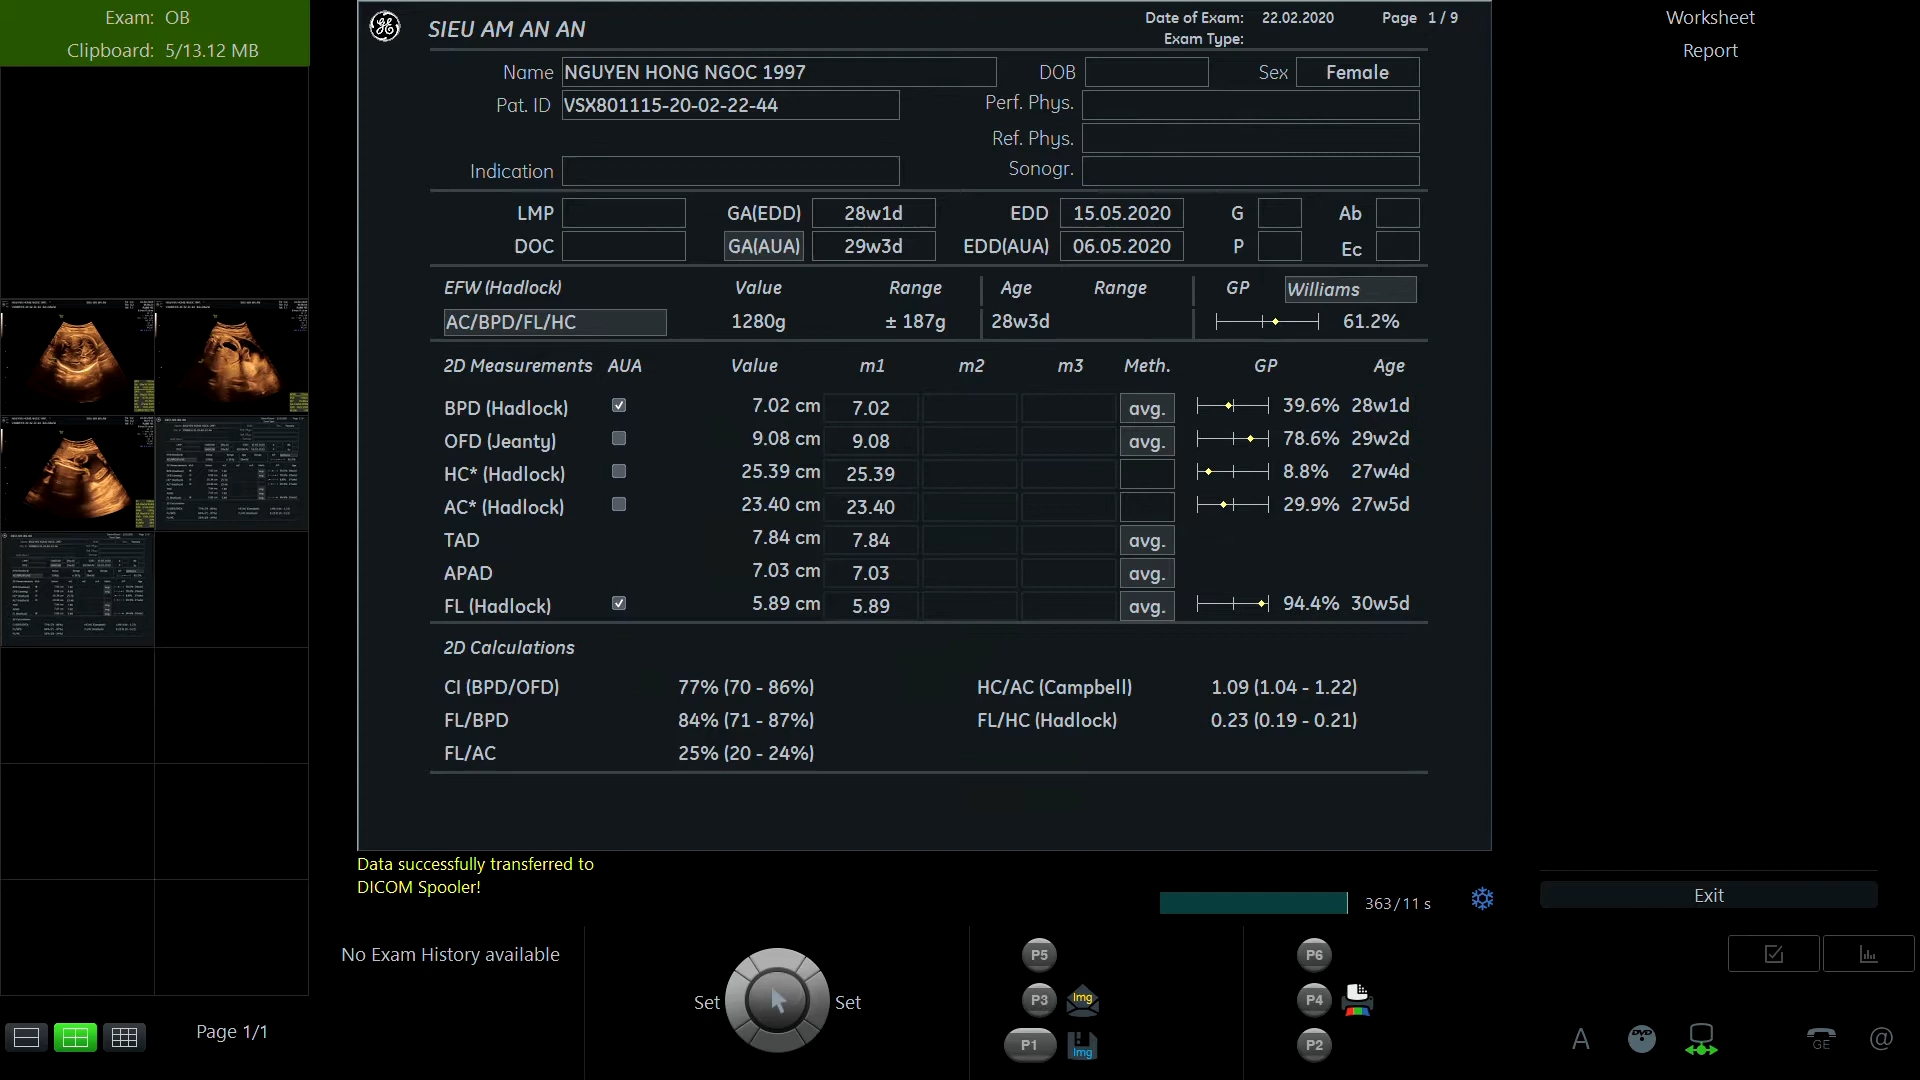 Exam: OB
Clipboard: 5/13.12 MB
SIEU AM AN AN
Date of Exam: 22.02.2020 Page 1 / 9
Exam Type:
Name NGUYEN HONG NGOC 1997 DOB Sex Female
Pat. ID VSX801115-20-02-22-44 Perf. Phys.
Ref. Phys.
Indication Sonogr.
LMP GA(EDD) 28w1d EDD 15.05.2020 G Ab
DOC GA(AUA) 29w3d EDD(AUA) 06.05.2020 P Ec
EFW (Hadlock) Value Range Age Range GP Williams
AC/BPD/FL/HC 1280g ± 187g 28w3d 61.2%
2D Measurements AUA Value m1 m2 m3 Meth. GP Age
BPD (Hadlock) 7.02 cm 7.02 avg. 39.6% 28w1d
OFD (Jeanty) 9.08 cm 9.08 avg. 78.6% 29w2d
HC* (Hadlock) 25.39 cm 25.39 8.8% 27w4d
AC* (Hadlock) 23.40 cm 23.40 29.9% 27w5d
TAD 7.84 cm 7.84 avg.
APAD 7.03 cm 7.03 avg.
FL (Hadlock) 5.89 cm 5.89 avg. 94.4% 30w5d
2D Calculations
CI (BPD/OFD) 77% (70 - 86%) HC/AC (Campbell) 1.09 (1.04 - 1.22)
FL/BPD 84% (71 - 87%) FL/HC (Hadlock) 0.23 (0.19 - 0.21)
FL/AC 25% (20 - 24%)
Worksheet
Report
Data successfully transferred to
DICOM Spooler!
363/11 s
Exit
No Exam History available
Set Set
P5
P3 Img
P1 Img
P6
P4
P2
Page 1/1
A DVD GE @